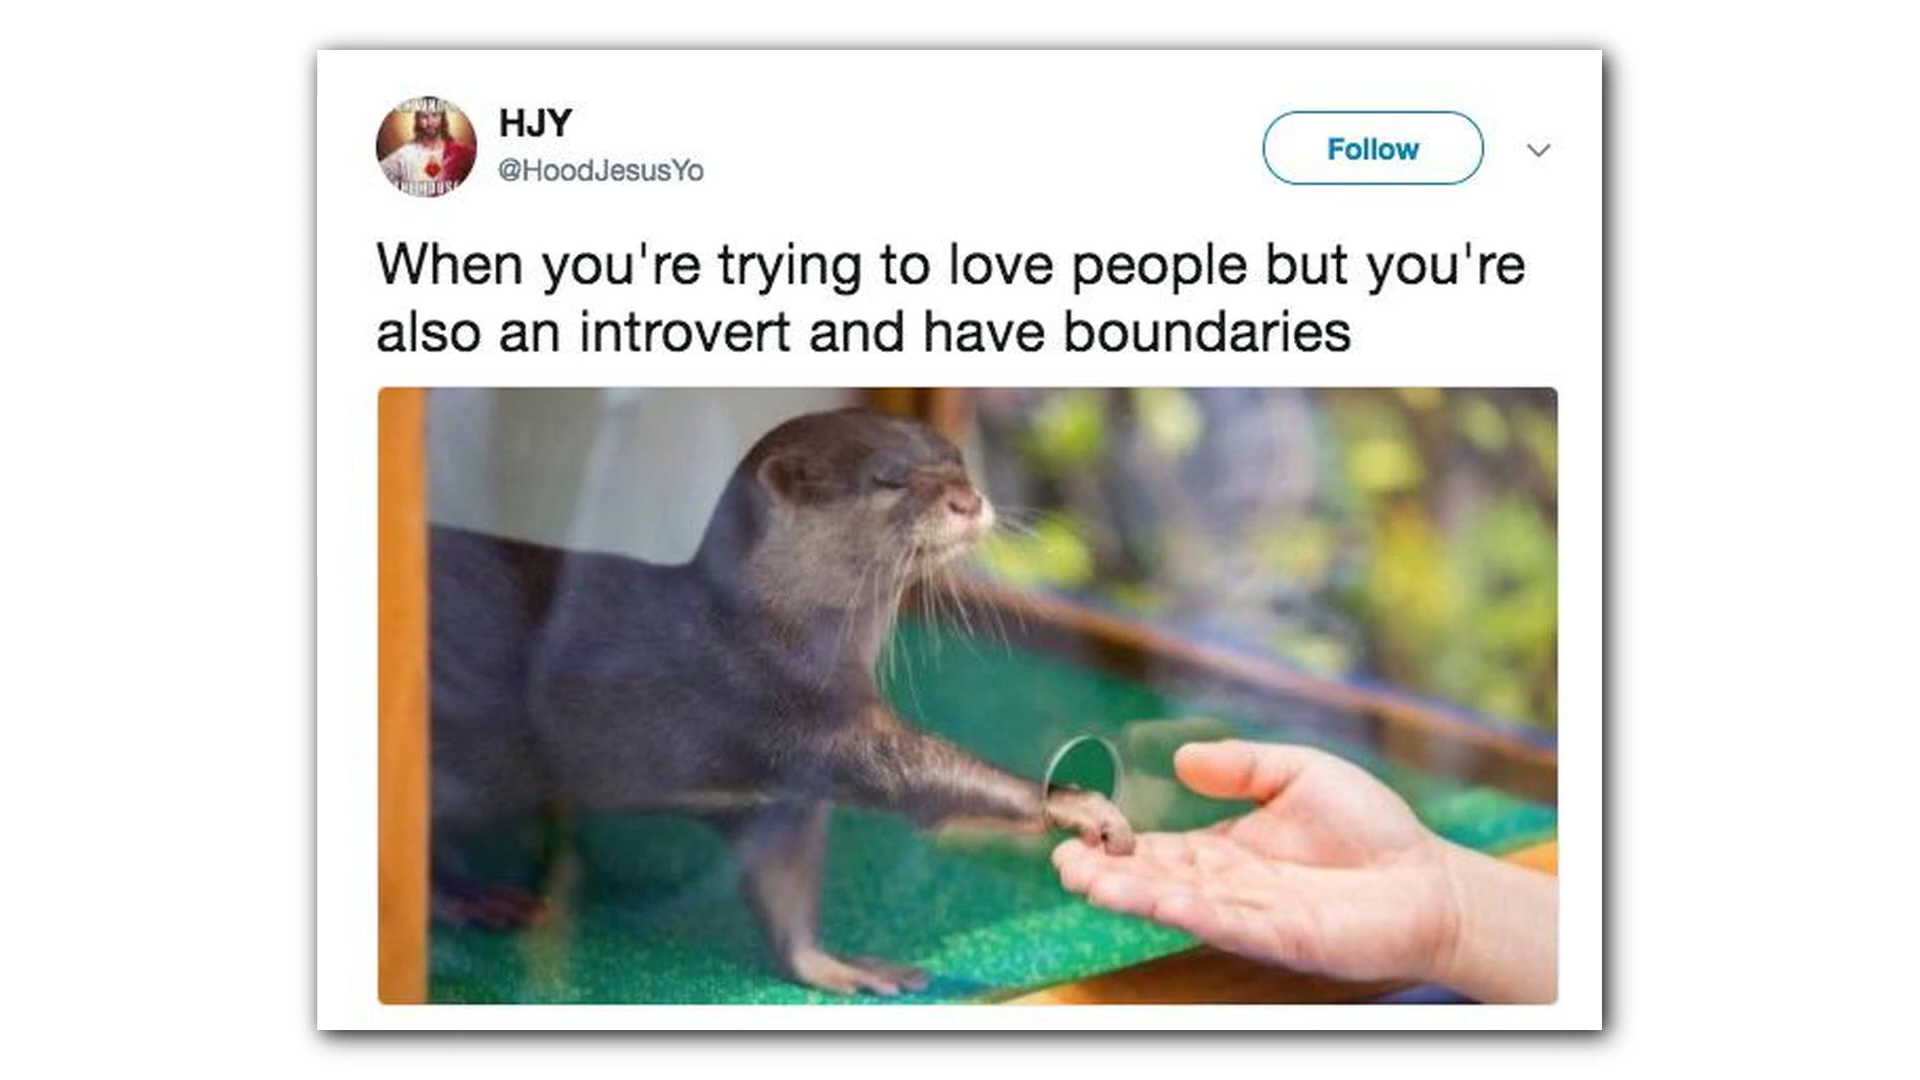 HJY
@HoodJesusYo
Follow
When you're trying to love people but you're
also an introvert and have boundaries